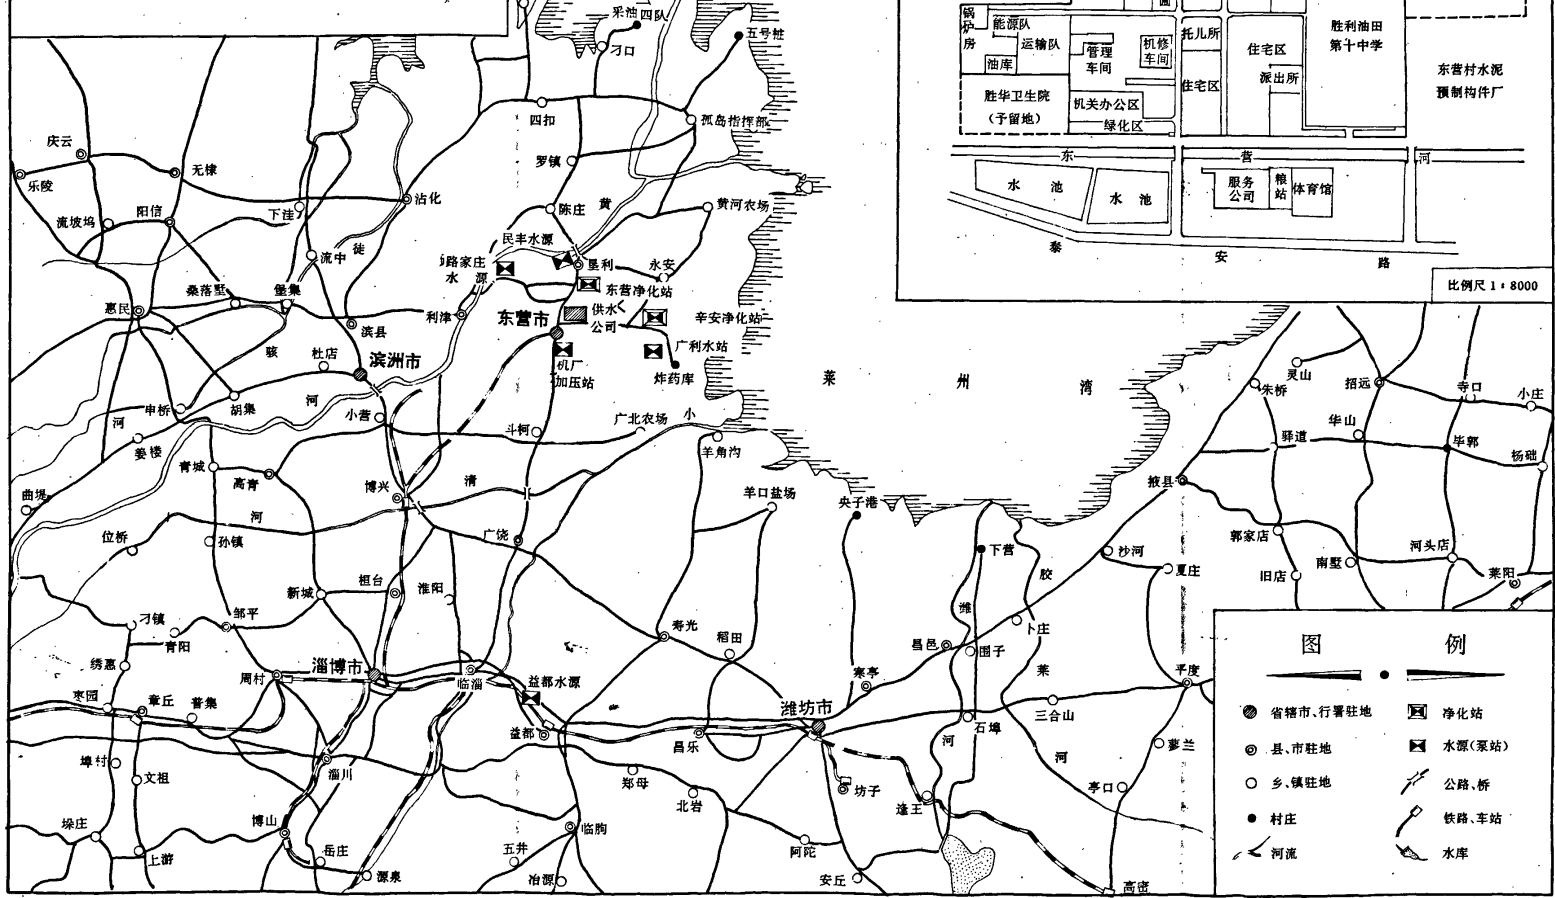 采油四队
五号桩
刁口
四扣
孤岛指挥部
罗镇
庆云
无棣
乐陵
沾化
阳信
下洼
流坡坞
陈庄
黄
黄河农场
民丰水源
流中
徒
路家庄
水源
垦利
永安
东营净化站
桑落墅
堡集
惠民
利津
滨县
东营市
供水
公司
辛安净化站
广利水站
骇
杜店
滨洲市
机厂
加压站
炸药库
莱州湾
申桥
胡集
河
小营
河
姜楼
斗柯
广北农场
小
羊角沟
青城
高青
博兴
清
曲堤
河
羊口盐场
央子港
位桥
孙镇
广饶
下营
新城
桓台
淮阳
胶
潍
刁镇
邹平
青阳
寿光
稻田
卜庄
昌邑
围子
绣惠
周村
淄博市
临淄
益都水源
寒亭
莱
平度
枣园
章丘
普集
潍坊市
石埠
三合山
益都
昌乐
河
河
蓼兰
埠村
文祖
淄川
郑母
北岩
坊子
逄王
亭口
垛庄
上游
博山
岳庄
源泉
五井
冶源
临朐
阿陀
安丘
高密
灵山
朱桥
招远
寺口
小庄
驿道
华山
毕郭
杨础
掖县
沙河
夏庄
郭家店
旧店
南墅
河头店
莱阳
锅
炉
房
能源队
运输队
油库
管理
车间
机修
车间
托儿所
住宅区
住宅区
派出所
胜利油田
第十中学
东营村水泥
预制构件厂
胜华卫生院
（予留地）
机关办公区
绿化区
东营河
水池
水池
服务
公司
粮
站
体育馆
泰安路
比例尺 1：8000
图例
省辖市、行署驻地
县、市驻地
乡、镇驻地
村庄
河流
净化站
水源（泵站）
公路、桥
铁路、车站
水库